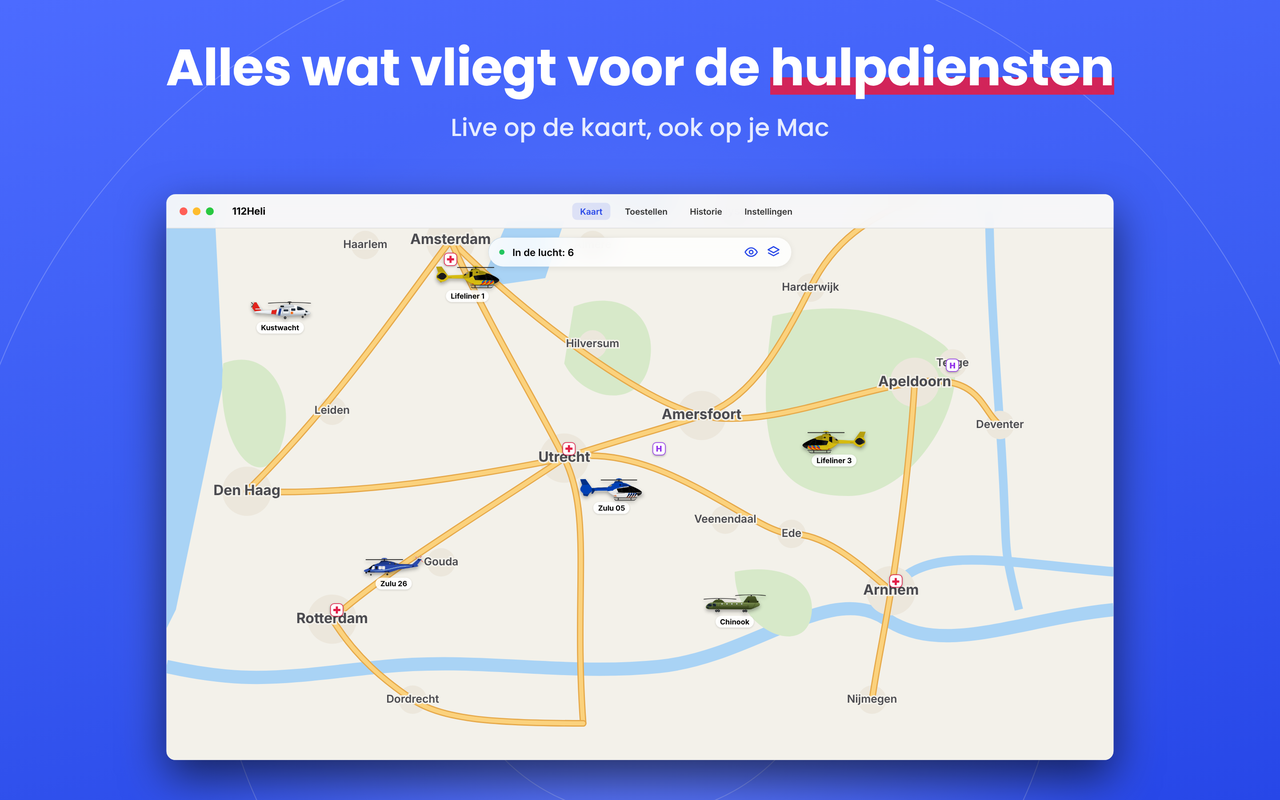 Alles wat vliegt voor de hulpdiensten
Live op de kaart, ook op je Mac
112Heli
Kaart
Toestellen
Historie
Instellingen
In de lucht: 6
Haarlem
Amsterdam
Lifeliner 1
Kustwacht
Harderwijk
Hilversum
H
Apeldoorn
Leiden
Amersfoort
Deventer
Utrecht
H
Lifeliner 3
Den Haag
Zulu 05
Veenendaal
Ede
Gouda
Zulu 26
Arnhem
Rotterdam
Chinook
Dordrecht
Nijmegen